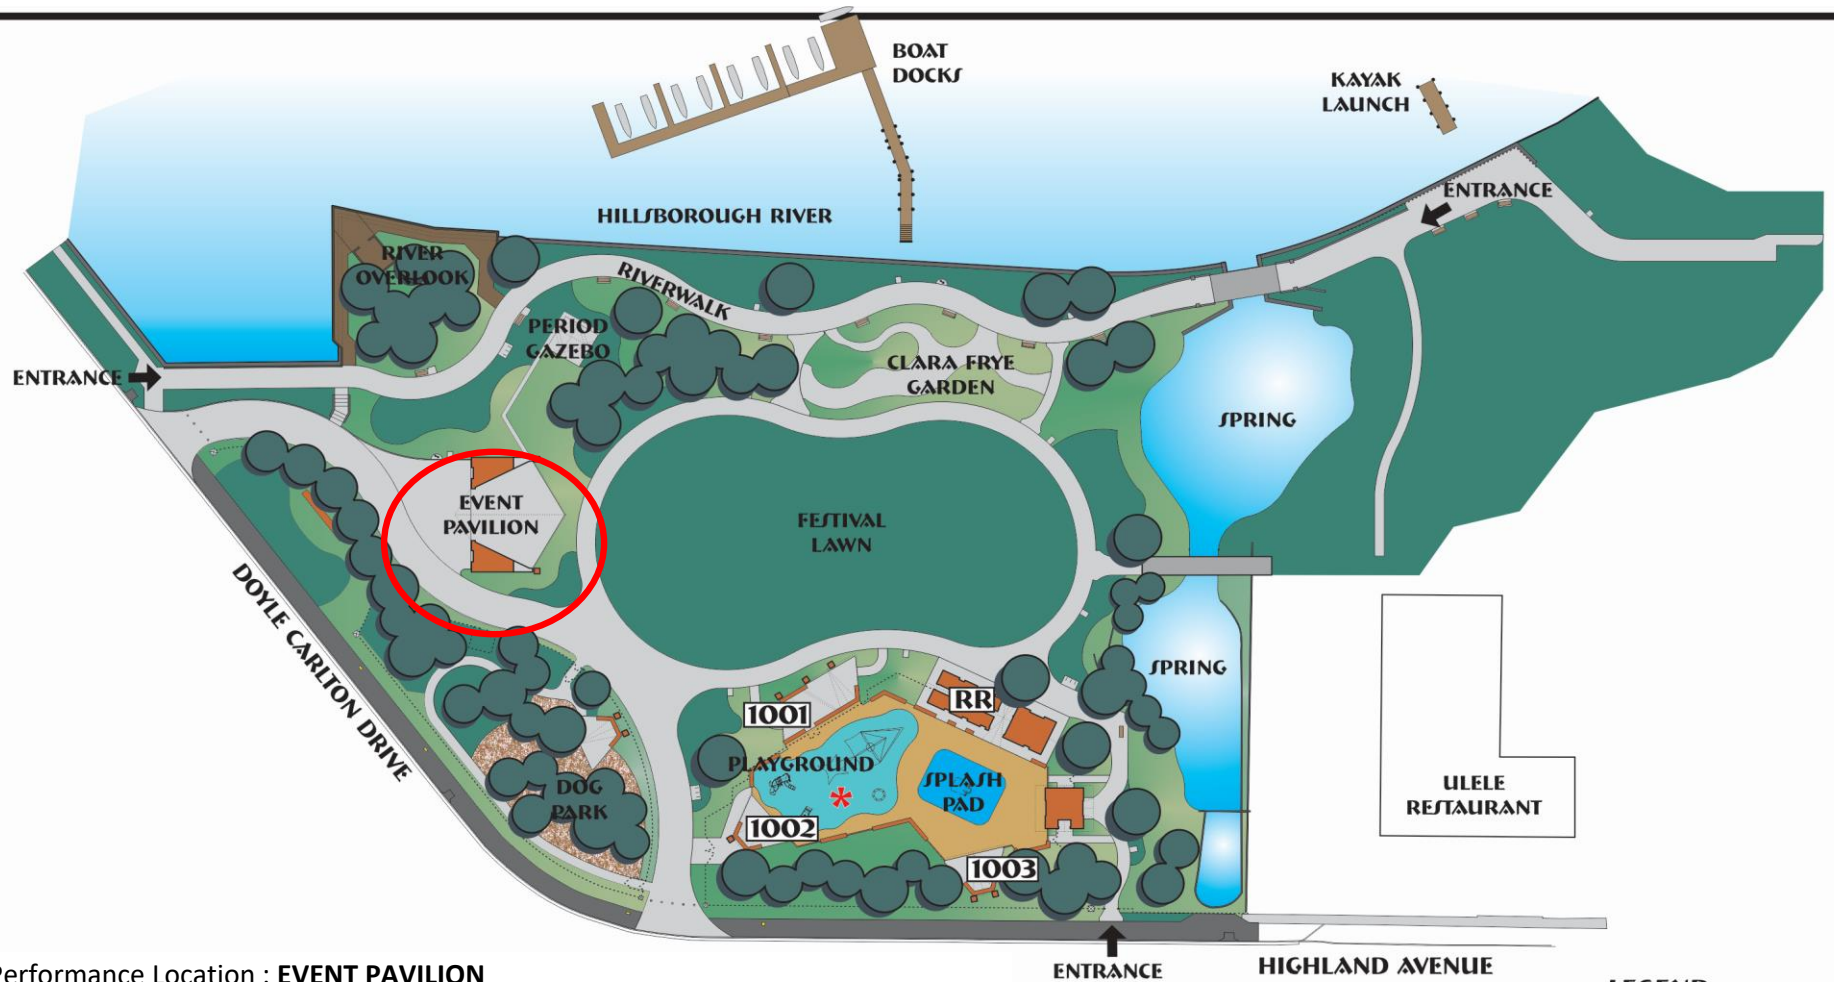 BOAT
DOCKS
KAYAK
LAUNCH
ENTRANCE
HILLSBOROUGH RIVER
RIVER
OVERLOOK
RIVERWALK
PERIOD
GAZEBO
CLARA FRYE
GARDEN
ENTRANCE
SPRING
EVENT
PAVILION
FESTIVAL
LAWN
DOYLE CARLTON DRIVE
SPRING
RR
1001
PLAYGROUND
*
SPLASH
PAD
DOG
PARK
1002
1003
ULELE
RESTAURANT
ENTRANCE
HIGHLAND AVENUE
Performance Location : EVENT PAVILION
LEGEND